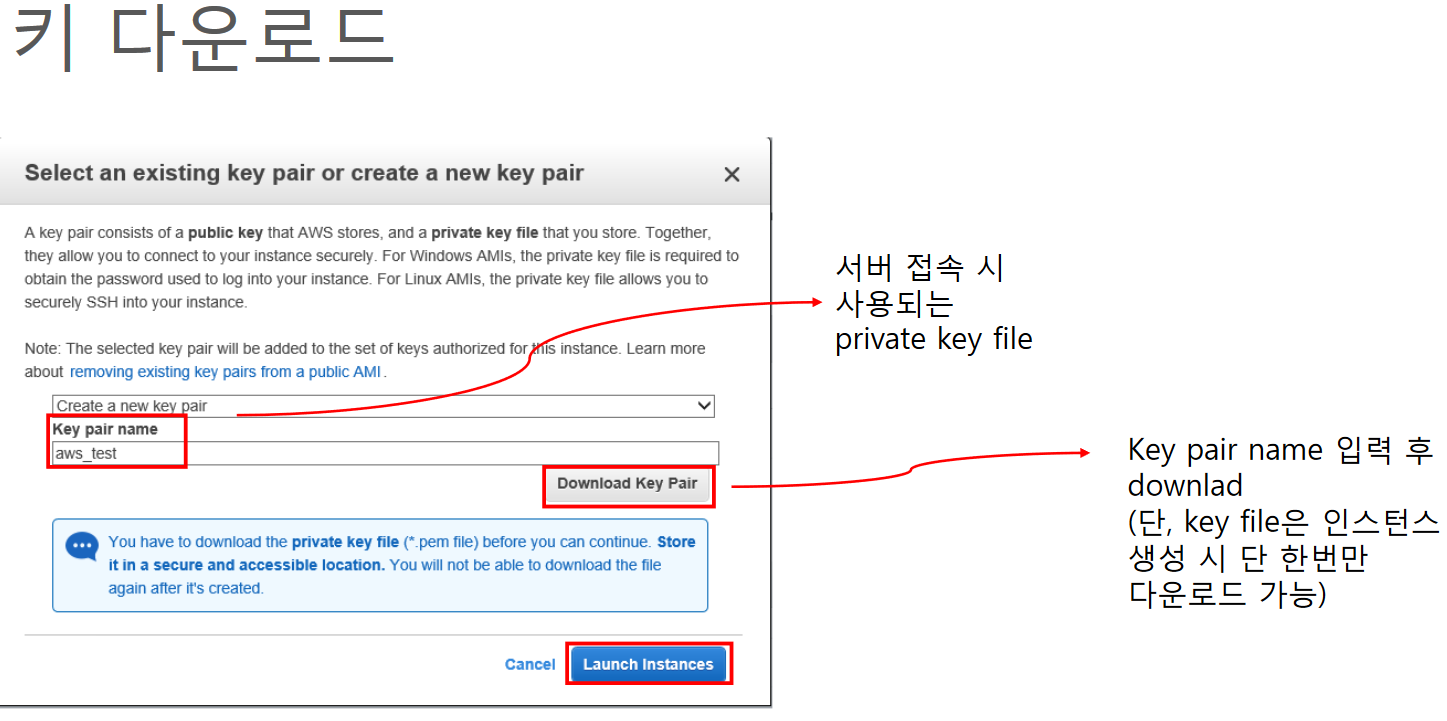 키 다운로드
Select an existing key pair or create a new key pair
A key pair consists of a public key that AWS stores, and a private key file that you store. Together,
they allow you to connect to your instance securely. For Windows AMIs, the private key file is required to
obtain the password used to log into your instance. For Linux AMIs, the private key file allows you to
securely SSH into your instance.
Note: The selected key pair will be added to the set of keys authorized for this instance. Learn more
about removing existing key pairs from a public AMI.
Create a new key pair
Key pair name
aws_test
Download Key Pair
You have to download the private key file (*.pem file) before you can continue. Store
it in a secure and accessible location. You will not be able to download the file
again after it's created.
Cancel
Launch Instances
서버 접속 시
사용되는
private key file
Key pair name 입력 후
downlad
(단, key file은 인스턴스
생성 시 단 한번만
다운로드 가능)